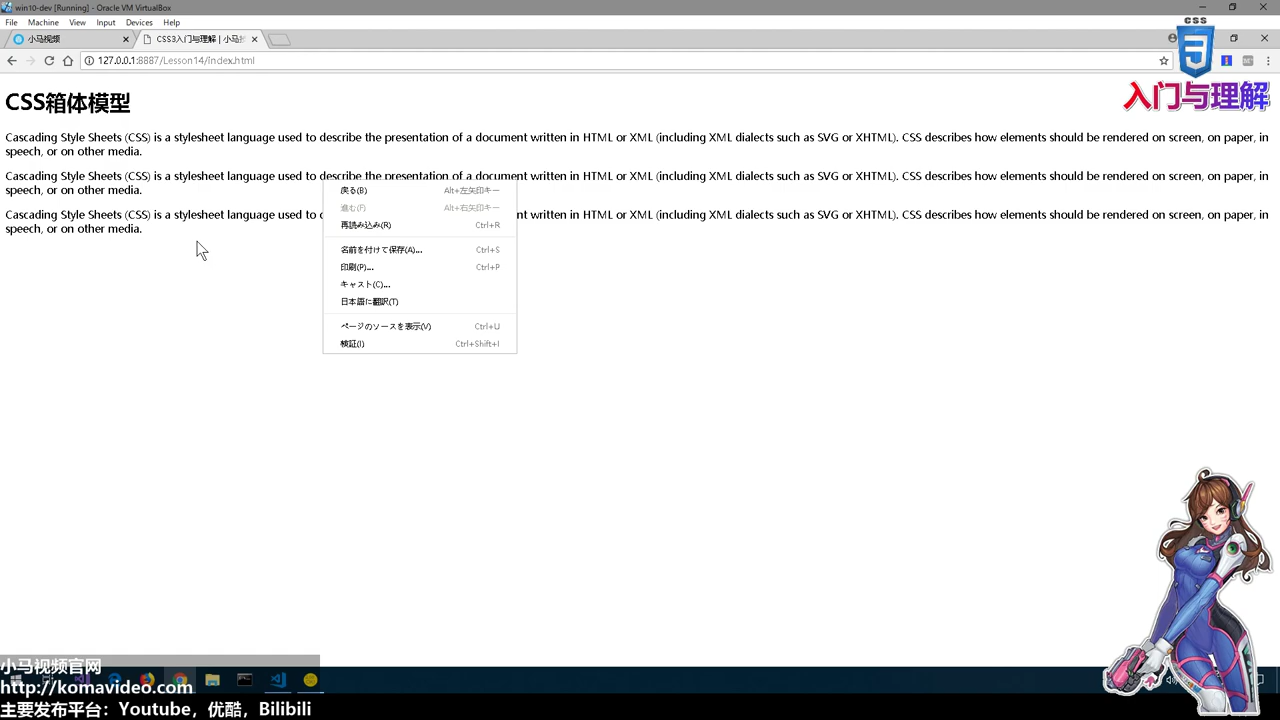 win10-dev [Running] - Oracle VM VirtualBox
File Machine View Input Devices Help
小马视频
CSS3入门与理解 | 小马
127.0.0.1:8887/Lesson14/index.html
CSS
3
入门与理解
CSS箱体模型
Cascading Style Sheets (CSS) is a stylesheet language used to describe the presentation of a document written in HTML or XML (including XML dialects such as SVG or XHTML). CSS describes how elements should be rendered on screen, on paper, in
speech, or on other media.
Cascading Style Sheets (CSS) is a stylesheet language used to describe the presentation of a document written in HTML or XML (including XML dialects such as SVG or XHTML). CSS describes how elements should be rendered on screen, on paper, in
speech, or on other media.
Cascading Style Sheets (CSS) is a stylesheet language used to written in HTML or XML (including XML dialects such as SVG or XHTML). CSS describes how elements should be rendered on screen, on paper, in
speech, or on other media.
戻る(B) Alt+左矢印キー
進む(F) Alt+右矢印キー
再読み込み(R) Ctrl+R
名前を付けて保存(A)... Ctrl+S
印刷(P)... Ctrl+P
キャスト(C)...
日本語に翻訳(T)
ページのソースを表示(V) Ctrl+U
検証(I) Ctrl+Shift+I
小马视频官网
http://komavideo.com
主要发布平台：Youtube，优酷，Bilibili